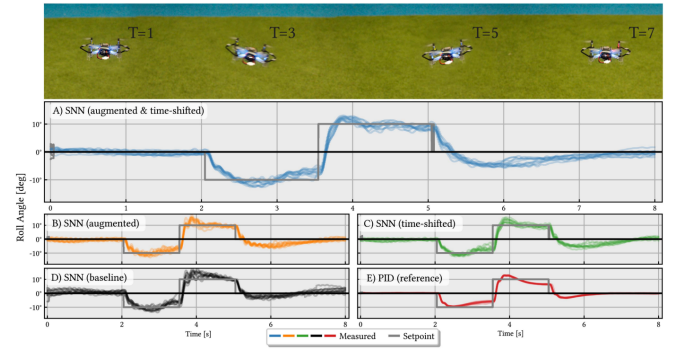 T=1 T=3 T=5 T=7
A) SNN (augmented & time-shifted)
10°
0°
-10°
0 1 2 3 4 5 6 7 8
Roll Angle [deg]
B) SNN (augmented)
10°
0°
-10°
C) SNN (time-shifted)
D) SNN (baseline)
10°
0°
-10°
E) PID (reference)
0 2 4 6 8
0 2 4 6 8
Time [s]
Time [s]
Measured
Setpoint